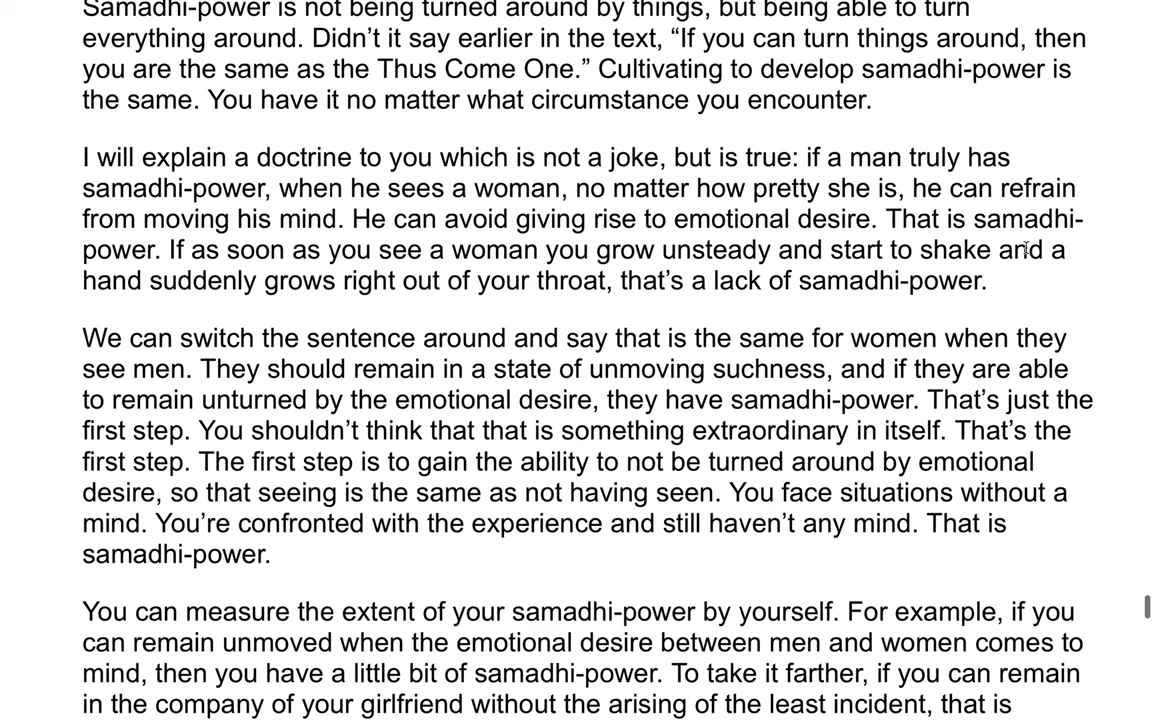 Samadhi-power is not being turned around by things, but being able to turn
everything around. Didn’t it say earlier in the text, “If you can turn things around, then
you are the same as the Thus Come One.” Cultivating to develop samadhi-power is
the same. You have it no matter what circumstance you encounter.
I will explain a doctrine to you which is not a joke, but is true: if a man truly has
samadhi-power, when he sees a woman, no matter how pretty she is, he can refrain
from moving his mind. He can avoid giving rise to emotional desire. That is samadhi-
power. If as soon as you see a woman you grow unsteady and start to shake and a
hand suddenly grows right out of your throat, that’s a lack of samadhi-power.
We can switch the sentence around and say that is the same for women when they
see men. They should remain in a state of unmoving suchness, and if they are able
to remain unturned by the emotional desire, they have samadhi-power. That’s just the
first step. You shouldn’t think that that is something extraordinary in itself. That’s the
first step. The first step is to gain the ability to not be turned around by emotional
desire, so that seeing is the same as not having seen. You face situations without a
mind. You’re confronted with the experience and still haven’t any mind. That is
samadhi-power.
You can measure the extent of your samadhi-power by yourself. For example, if you
can remain unmoved when the emotional desire between men and women comes to
mind, then you have a little bit of samadhi-power. To take it farther, if you can remain
in the company of your girlfriend without the arising of the least incident, that is